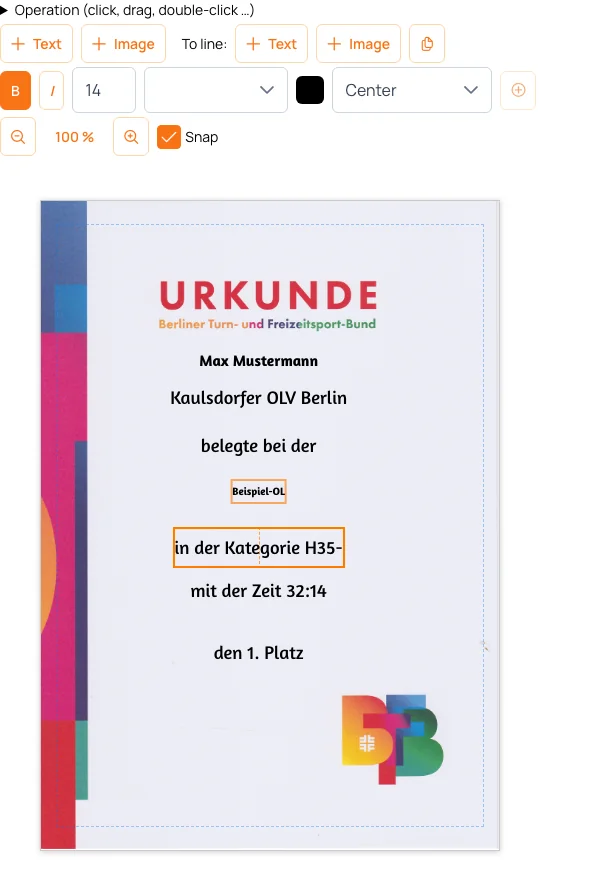 Operation (click, drag, double-click ...)
Text
Image
To line:
Text
Image
B
I
14
Center
100 %
Snap
URKUNDE
Berliner Turn- und Freizeitsport-Bund
Max Mustermann
Kaulsdorfer OLV Berlin
belegte bei der
Beispiel-OL
in der Kategorie H35-
mit der Zeit 32:14
den 1. Platz
BTFB